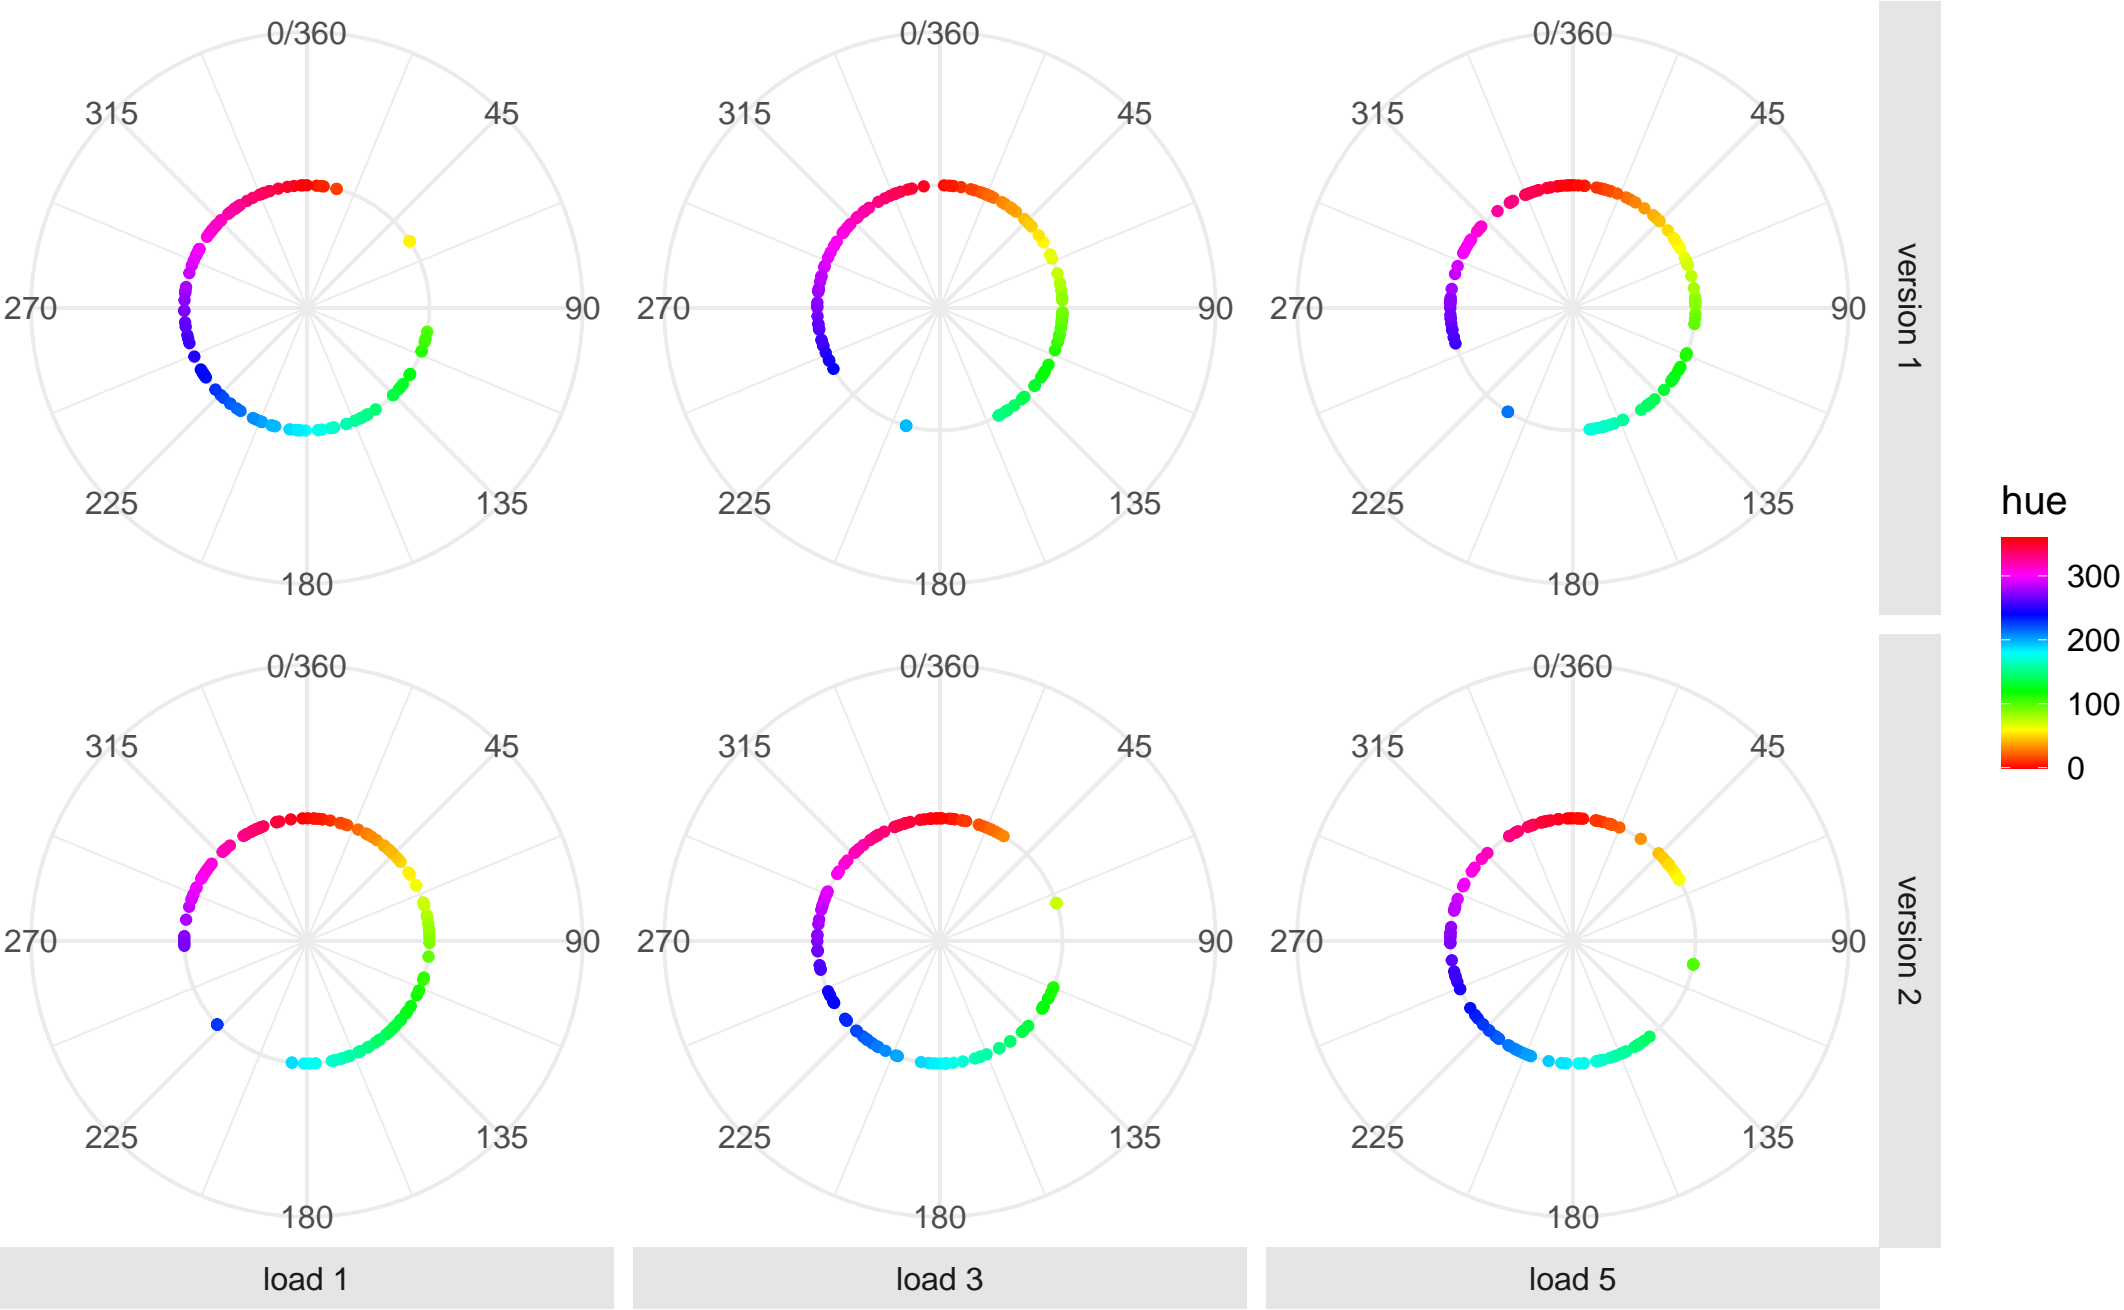 0/360 0/360 0/360
315 45 315 45 315 45
270 90 270 90 270 90
225 135 225 135 225 135
180 180 180
version 1
0/360 0/360 0/360
315 45 315 45 315 45
270 90 270 90 270 90
225 135 225 135 225 135
180 180 180
version 2
load 1 load 3 load 5
hue
300
200
100
0